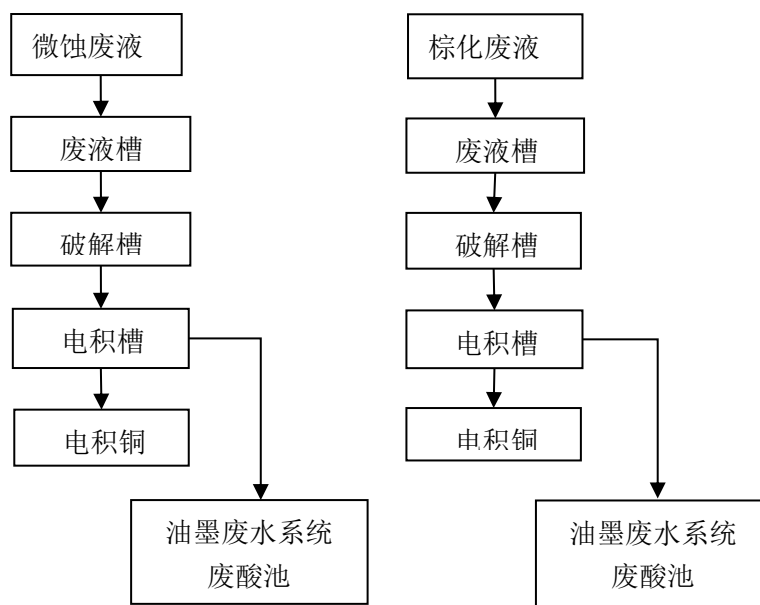 微蚀废液
废液槽
破解槽
电积槽
电积铜
油墨废水系统
废酸池
棕化废液
废液槽
破解槽
电积槽
电积铜
油墨废水系统
废酸池